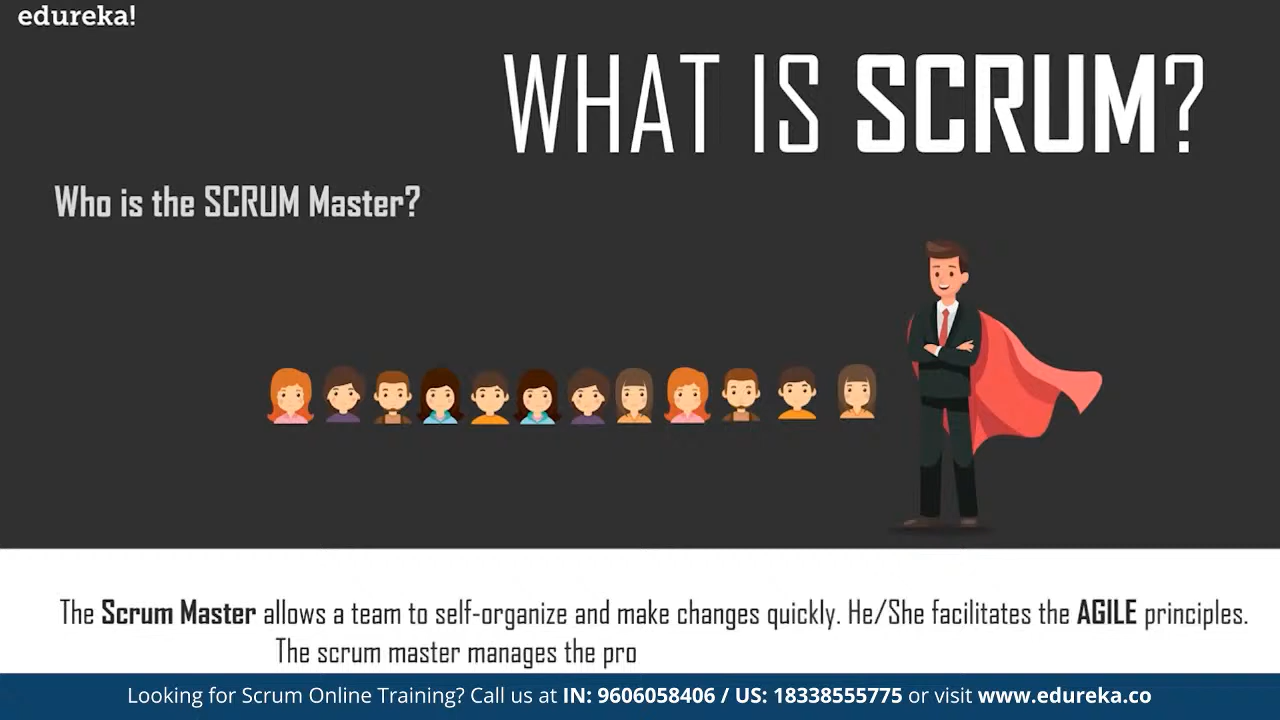 edureka!
WHAT IS SCRUM?
Who is the SCRUM Master?
The Scrum Master allows a team to self-organize and make changes quickly. He/She facilitates the AGILE principles.
The scrum master manages the pro
Looking for Scrum Online Training? Call us at IN: 9606058406 / US: 18338555775 or visit www.edureka.co